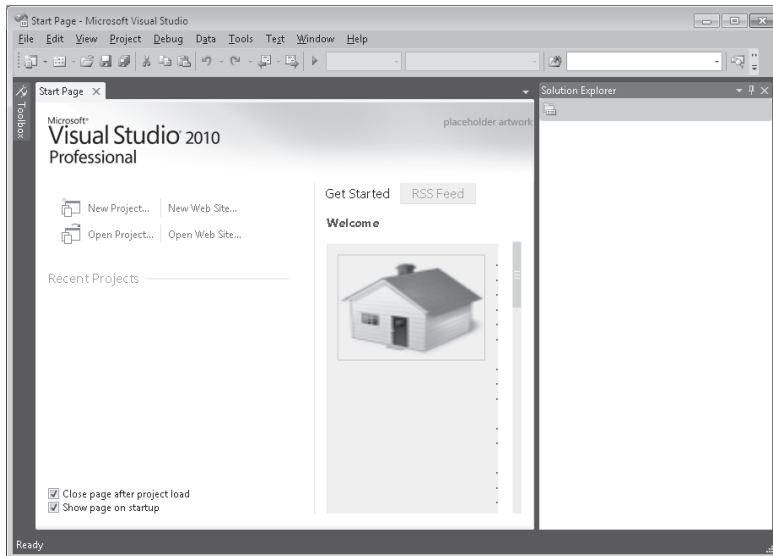 Start Page - Microsoft Visual Studio
File Edit View Project Debug Data Tools Test Window Help
Toolbox
Start Page
Solution Explorer
Microsoft®
Visual Studio® 2010
Professional
placeholder artwork
New Project... New Web Site...
Open Project... Open Web Site...
Recent Projects
Get Started RSS Feed
Welcome
Close page after project load
Show page on startup
Ready